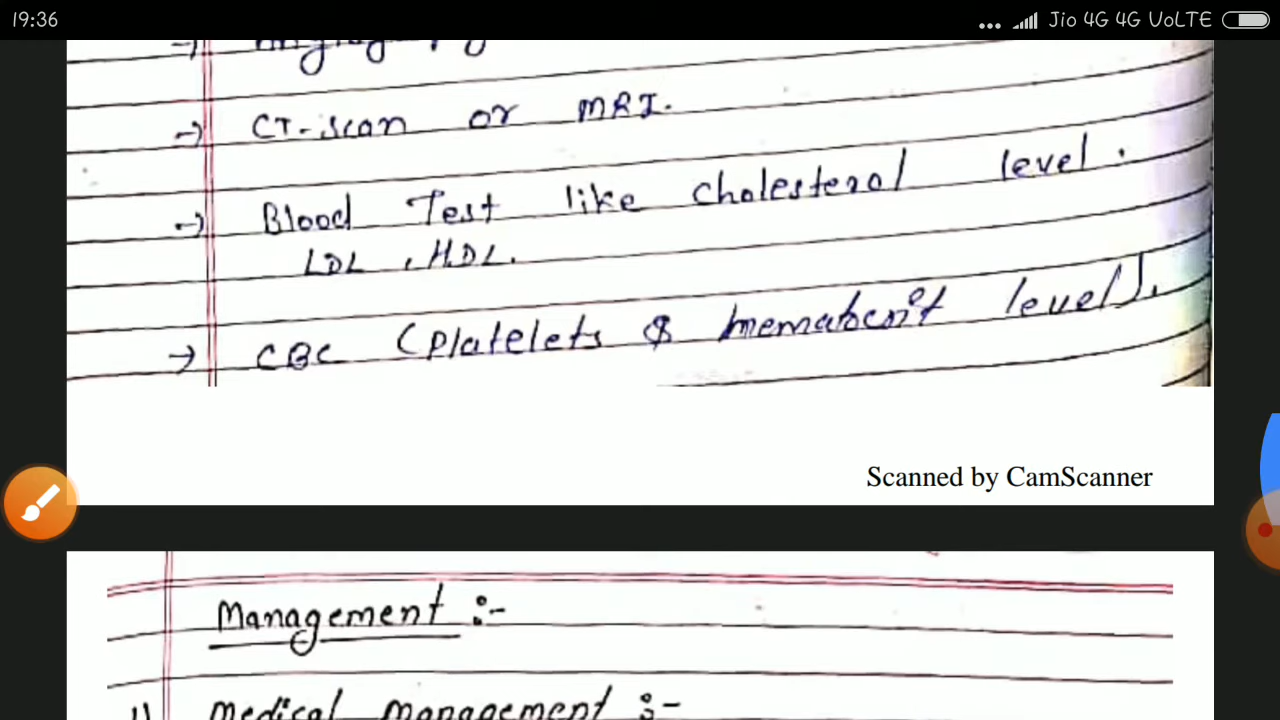 19:36
... Jio 4G 4G VoLTE
→ CT-scan or MRI.
→ Blood Test like cholesterol level.
LDL, HDL.
→ CBC (Platelets & level).
Scanned by CamScanner
Management :-
1) Medical management :-